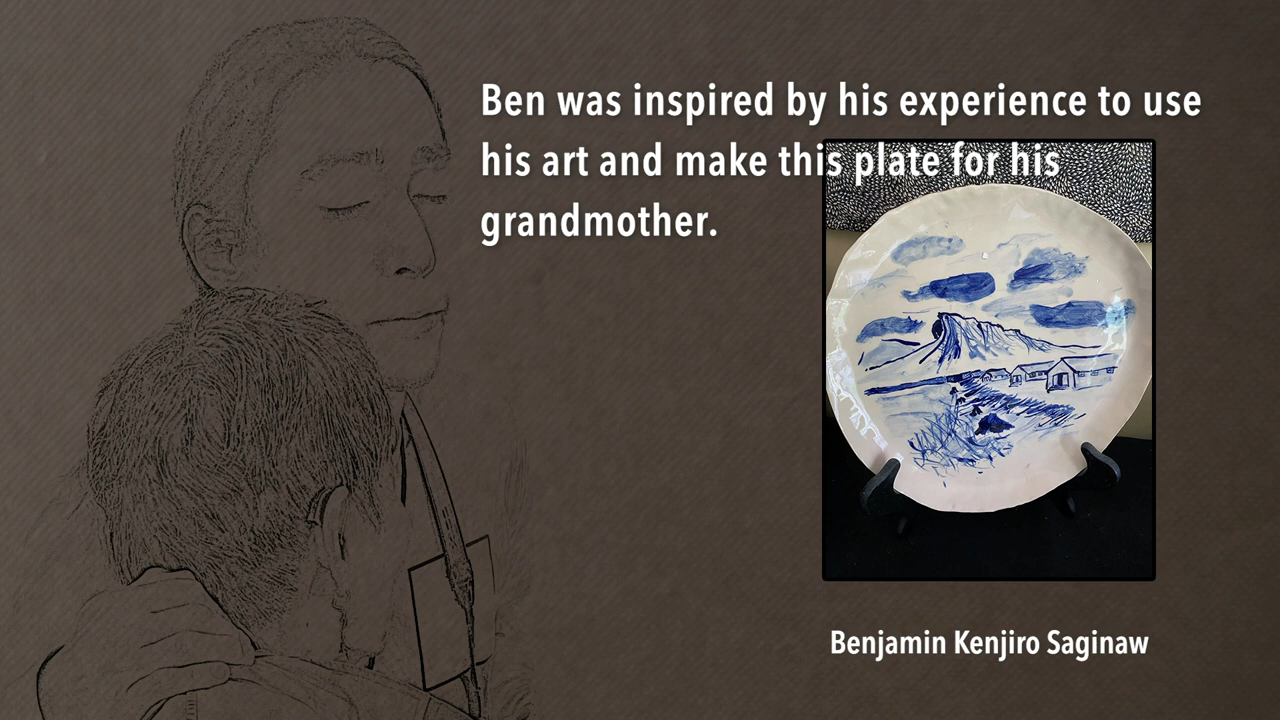 Ben was inspired by his experience to use
his art and make this plate for his
grandmother.
Benjamin Kenjiro Saginaw